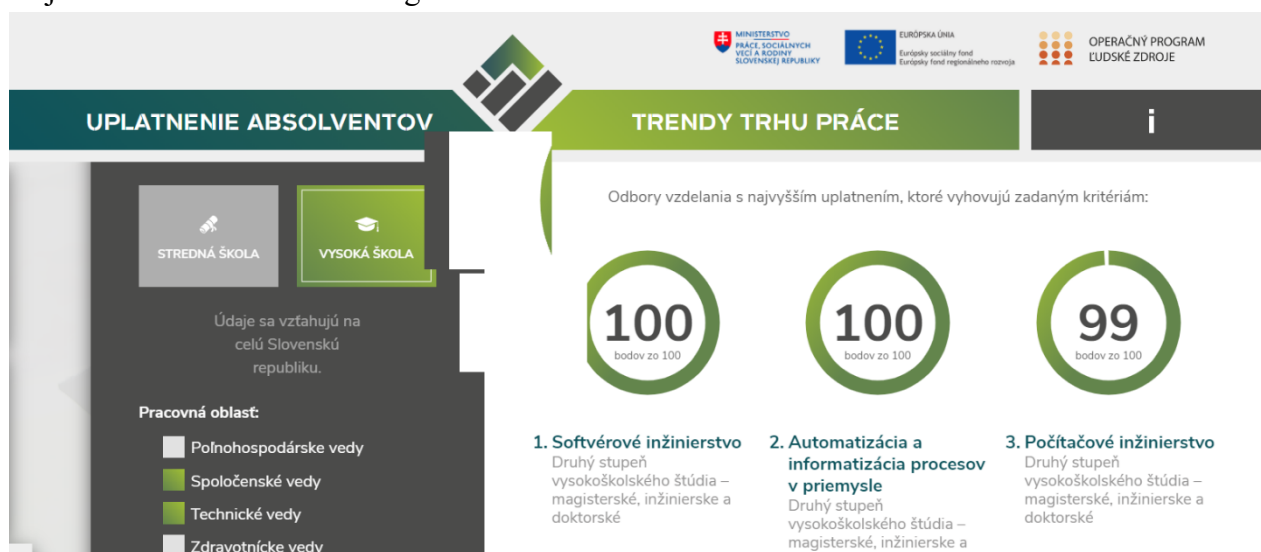 MINISTERSTVO
PRÁCE, SOCIÁLNYCH
VECÍ A RODINY
SLOVENSKEJ REPUBLIKY
EURÓPSKA ÚNIA
Európsky sociálny fond
Európsky fond regionálneho rozvoja
OPERAČNÝ PROGRAM
ĽUDSKÉ ZDROJE
UPLATNENIE ABSOLVENTOV
TRENDY TRHU PRÁCE
i
STREDNÁ ŠKOLA
VYSOKÁ ŠKOLA
Údaje sa vzťahujú na
celú Slovenskú
republiku.
Pracovná oblasť:
Poľnohospodárske vedy
Spoločenské vedy
Technické vedy
Zdravotnícke vedy
Odbory vzdelania s najvyšším uplatnením, ktoré vyhovujú zadaným kritériám:
100
bodov zo 100
100
bodov zo 100
99
bodov zo 100
1. Softvérové inžinierstvo
Druhý stupeň
vysokoškolského štúdia –
magisterské, inžinierske a
doktorské
2. Automatizácia a
informatizácia procesov
v priemysle
Druhý stupeň
vysokoškolského štúdia –
magisterské, inžinierske a
3. Počítačové inžinierstvo
Druhý stupeň
vysokoškolského štúdia –
magisterské, inžinierske a
doktorské